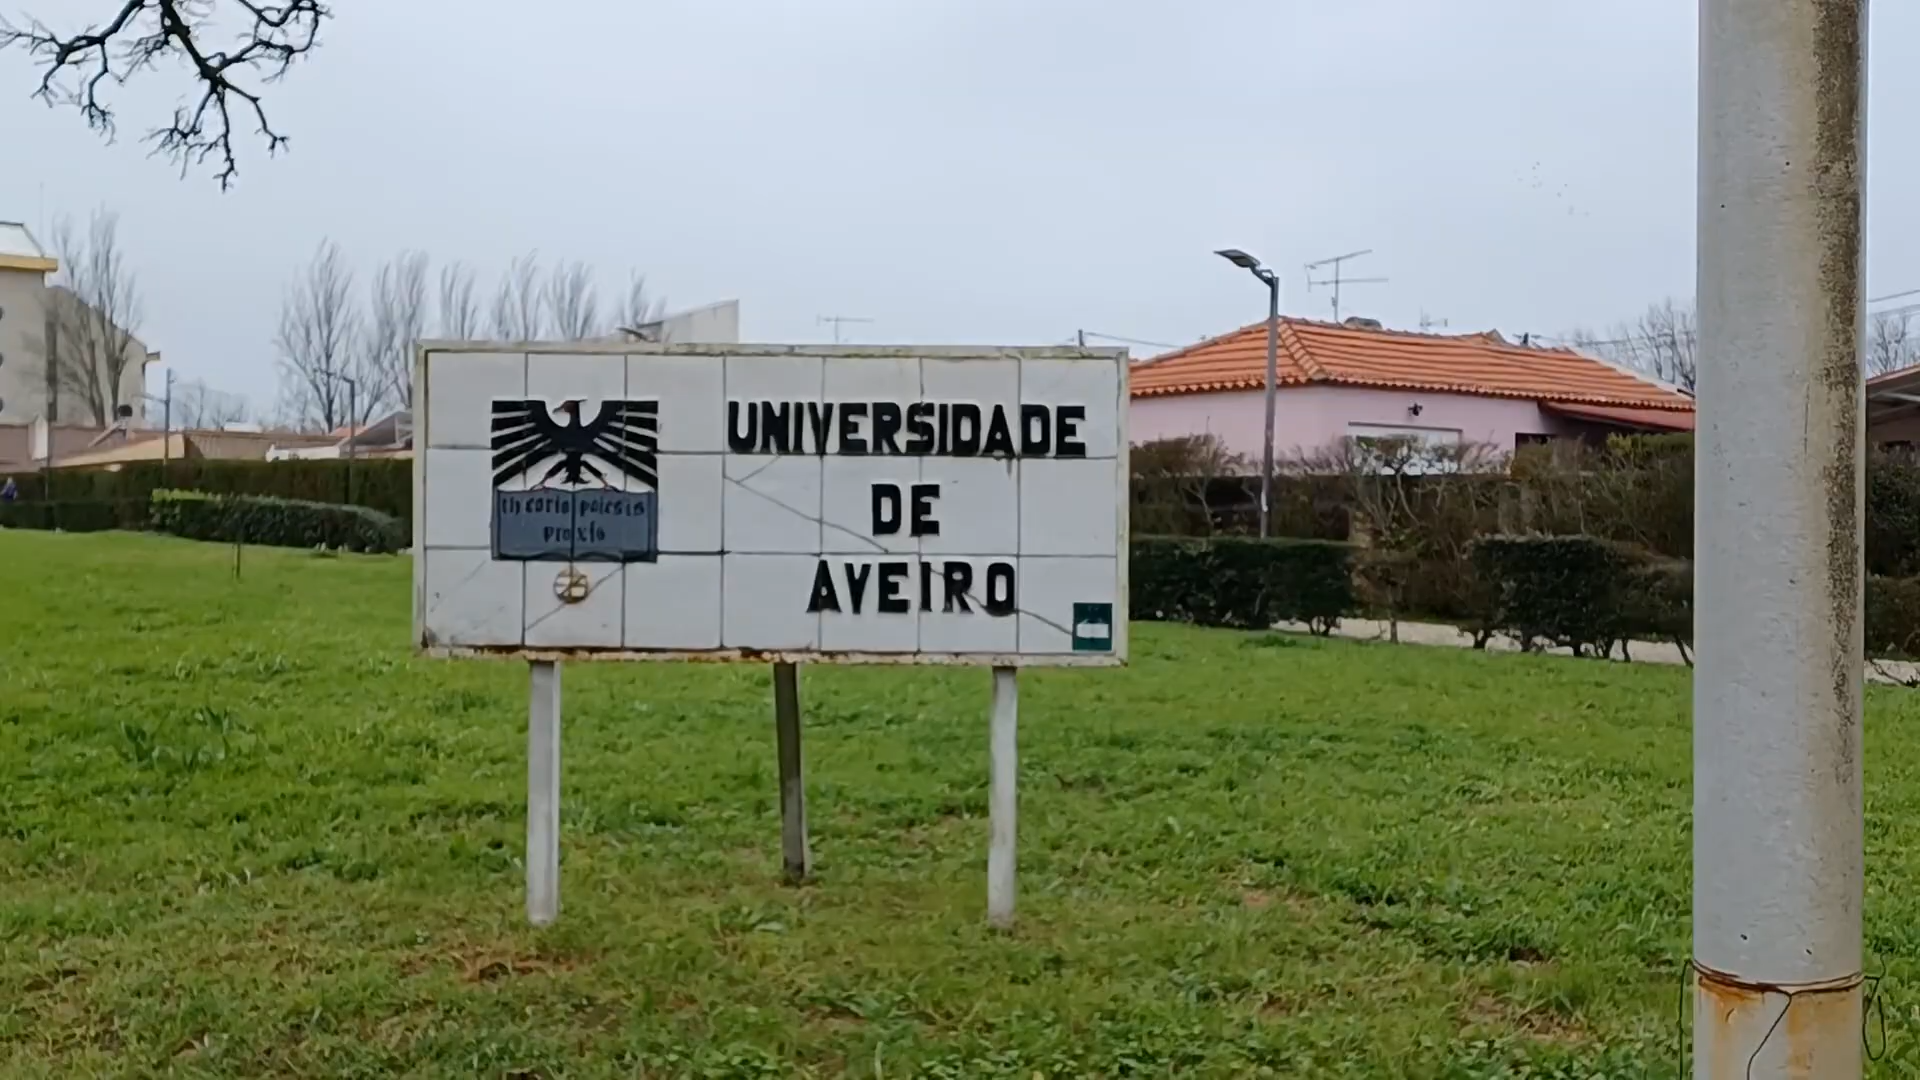 UNIVERSIDADE
DE
AVEIRO
theoria poiesis
praxis